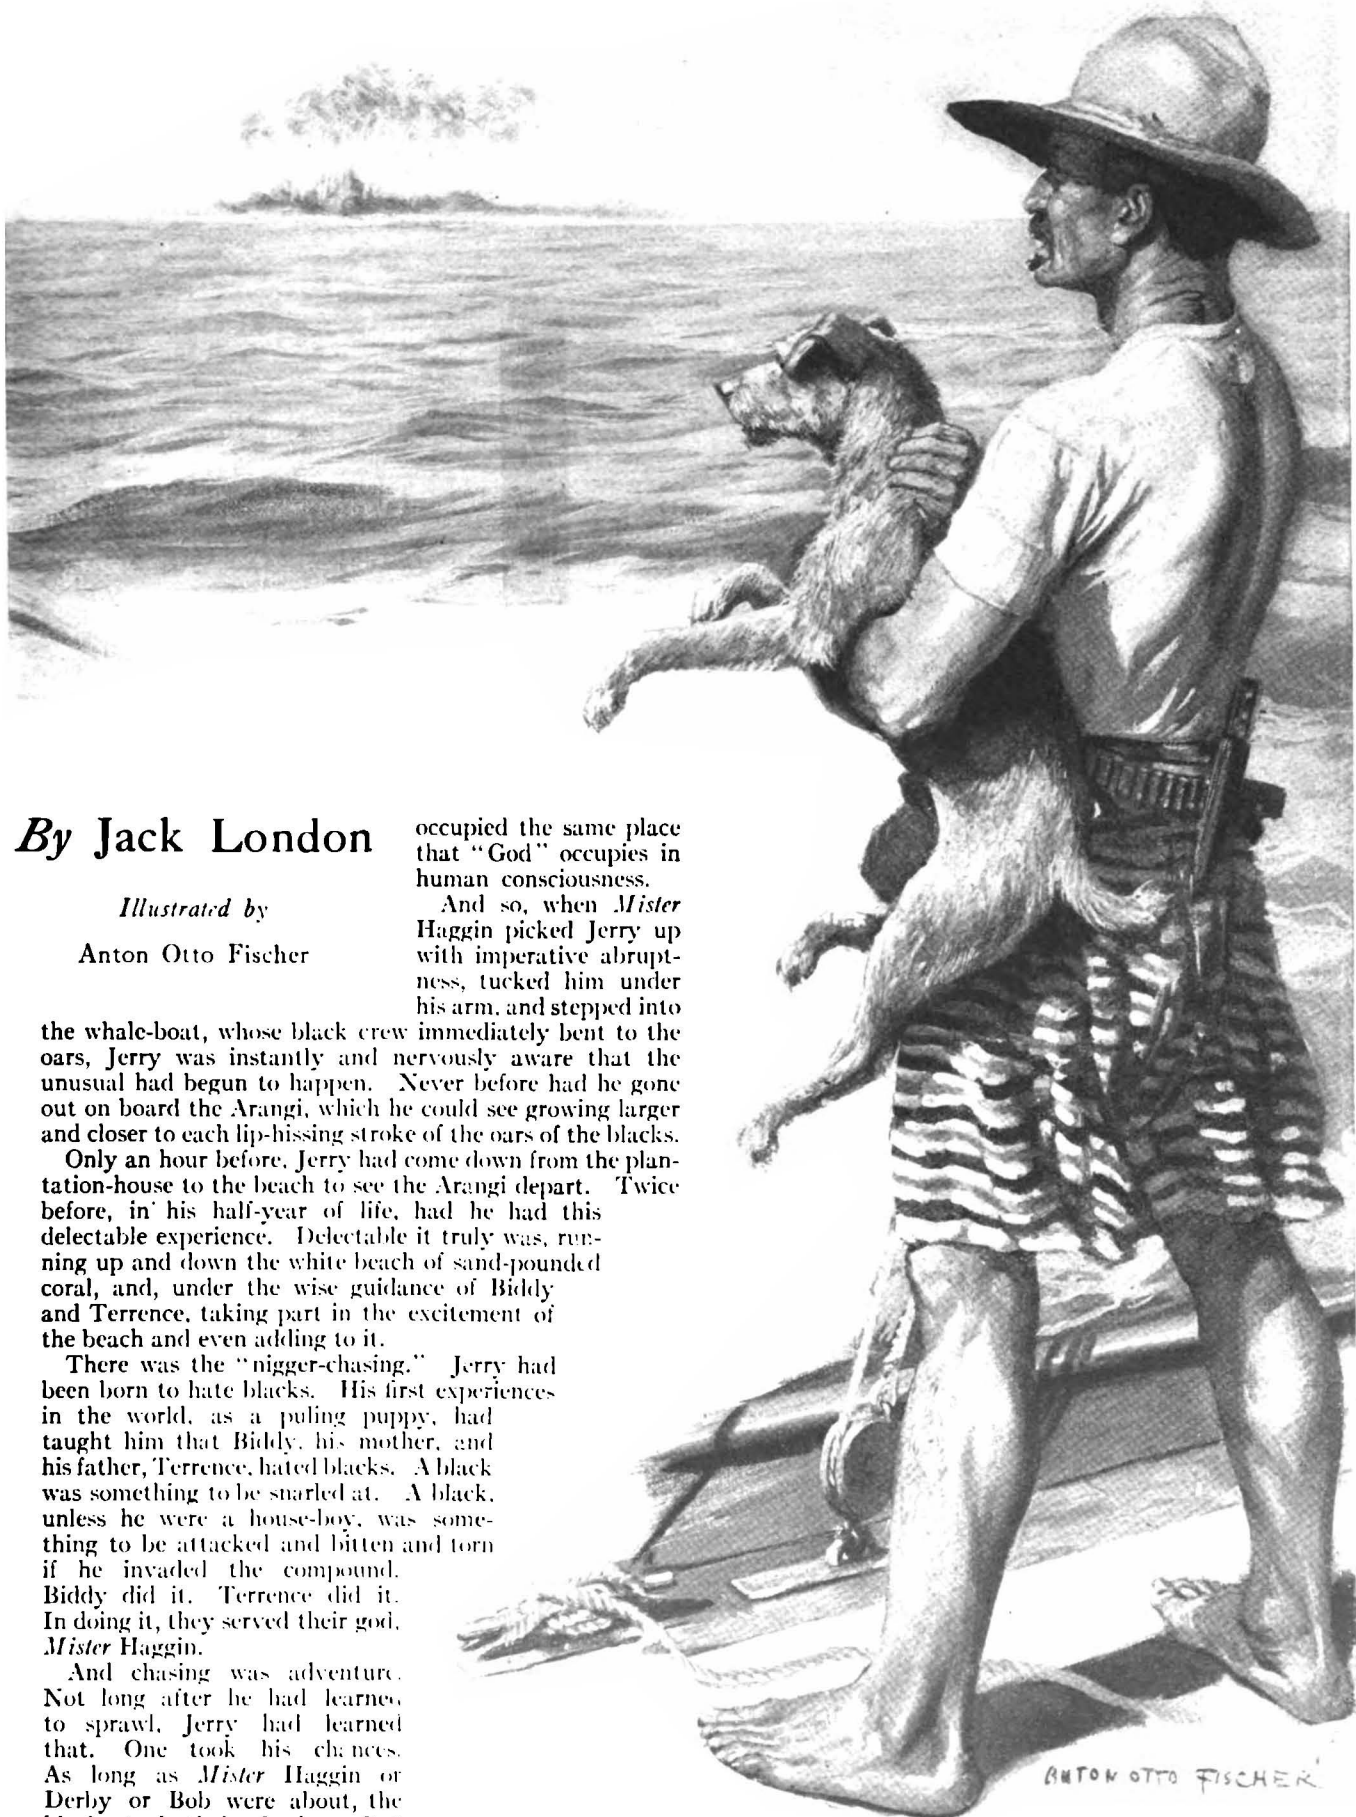 By Jack London
Illustrated by
Anton Otto Fischer
occupied the same place
that "God" occupies in
human consciousness.
And so, when Mister
Haggin picked Jerry up
with imperative abrupt-
ness, tucked him under
his arm, and stepped into
the whale-boat, whose black crew immediately bent to the
oars, Jerry was instantly and nervously aware that the
unusual had begun to happen. Never before had he gone
out on board the Arangi, which he could see growing larger
and closer to each lip-hissing stroke of the oars of the blacks.
Only an hour before, Jerry had come down from the plan-
tation-house to the beach to see the Arangi depart. Twice
before, in his half-year of life, had he had this
delectable experience. Delectable it truly was, run-
ning up and down the white beach of sand-pounded
coral, and, under the wise guidance of Biddy
and Terrence, taking part in the excitement of
the beach and even adding to it.
There was the "nigger-chasing." Jerry had
been born to hate blacks. His first experiences
in the world, as a puling puppy, had
taught him that Biddy, his mother, and
his father, Terrence, hated blacks. A black
was something to be snarled at. A black,
unless he were a house-boy, was some-
thing to be attacked and bitten and torn
if he invaded the compound.
Biddy did it. Terrence did it.
In doing it, they served their god,
Mister Haggin.
And chasing was adventure.
Not long after he had learned
to sprawl, Jerry had learned
that. One took his chances.
As long as Mister Haggin or
Derby or Bob were about, the
ANTON OTTO FISCHER